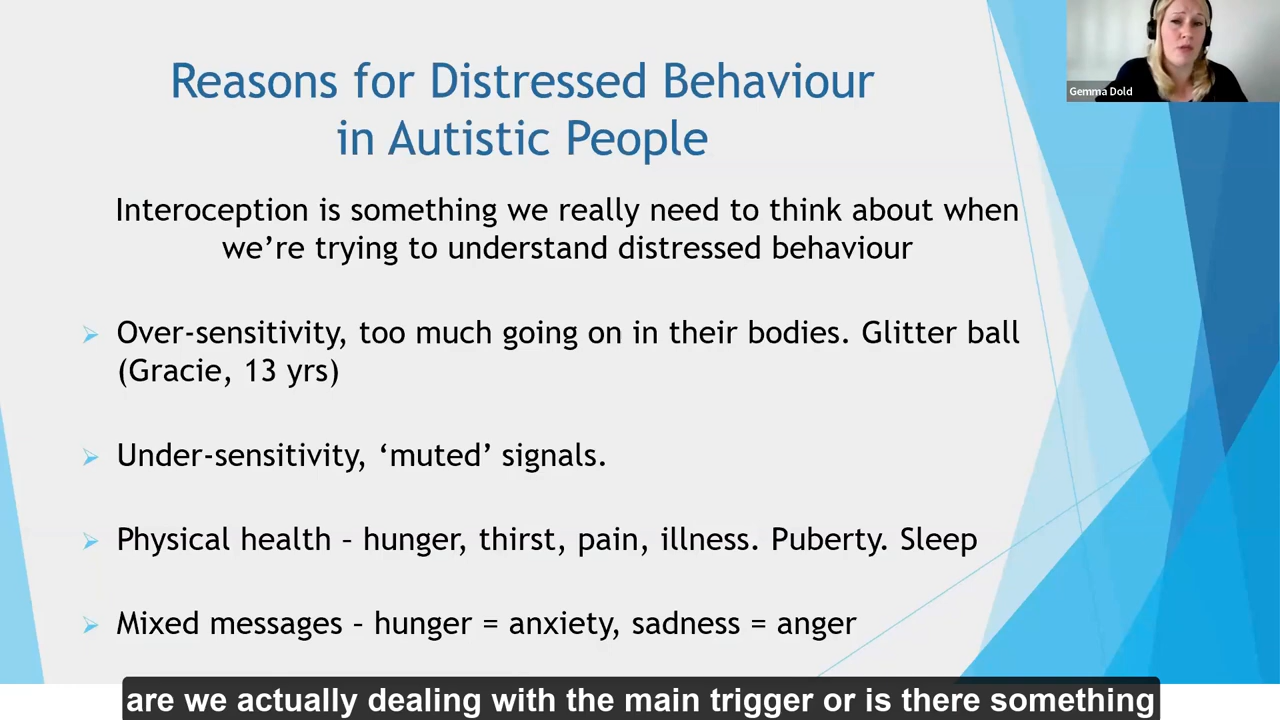 Gemma Dold
Reasons for Distressed Behaviour
in Autistic People
Interoception is something we really need to think about when
we’re trying to understand distressed behaviour
Over-sensitivity, too much going on in their bodies. Glitter ball
(Gracie, 13 yrs)
Under-sensitivity, ‘muted’ signals.
Physical health – hunger, thirst, pain, illness. Puberty. Sleep
Mixed messages – hunger = anxiety, sadness = anger
are we actually dealing with the main trigger or is there something